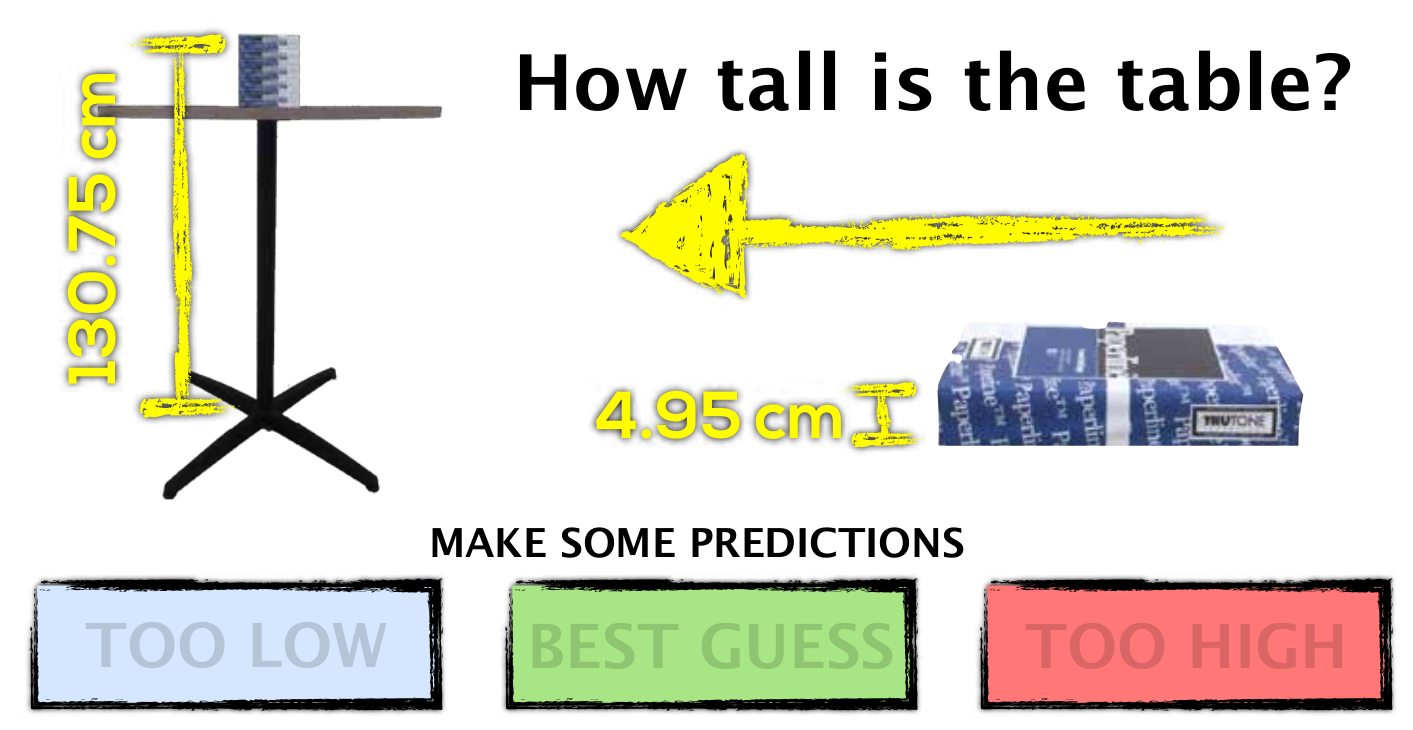 How tall is the table?
130.75 cm
4.95 cm
TRUTONE
MAKE SOME PREDICTIONS
TOO LOW
BEST GUESS
TOO HIGH